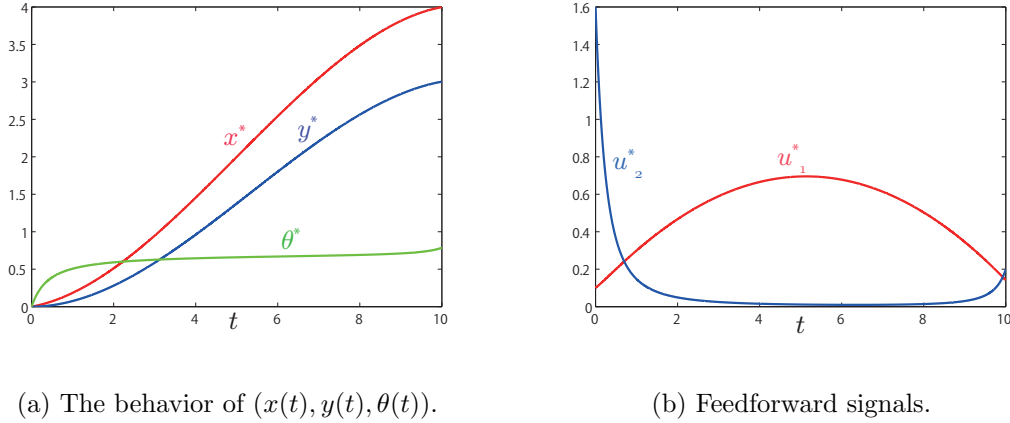 4
3.5
3
2.5
2
1.5
1
0.5
0
x*
y*
θ*
0 2 4 6 8 10
t
1.6
1.4
1.2
1
0.8
0.6
0.4
0.2
0
u*₂
u*₁
0 2 4 6 8 10
t
(a) The behavior of (x(t), y(t), θ(t)).
(b) Feedforward signals.